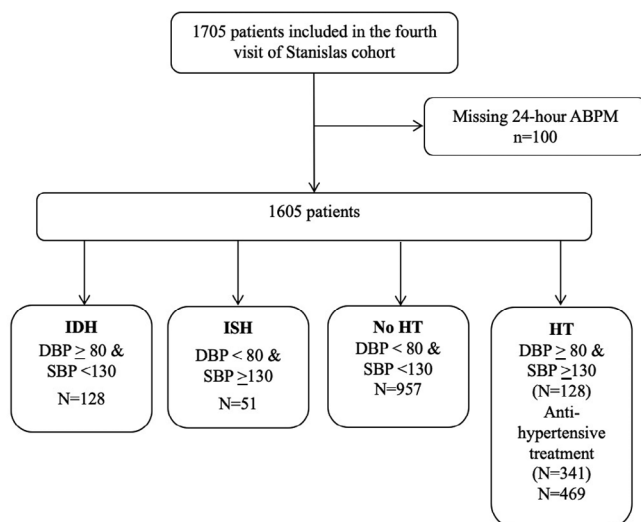 1705 patients included in the fourth
visit of Stanislas cohort
Missing 24-hour ABPM
n=100
1605 patients
IDH
DBP ≥ 80 &
SBP <130
N=128
ISH
DBP < 80 &
SBP ≥130
N=51
No HT
DBP < 80 &
SBP <130
N=957
HT
DBP ≥ 80 &
SBP ≥130
(N=128)
Anti-
hypertensive
treatment
(N=341)
N=469